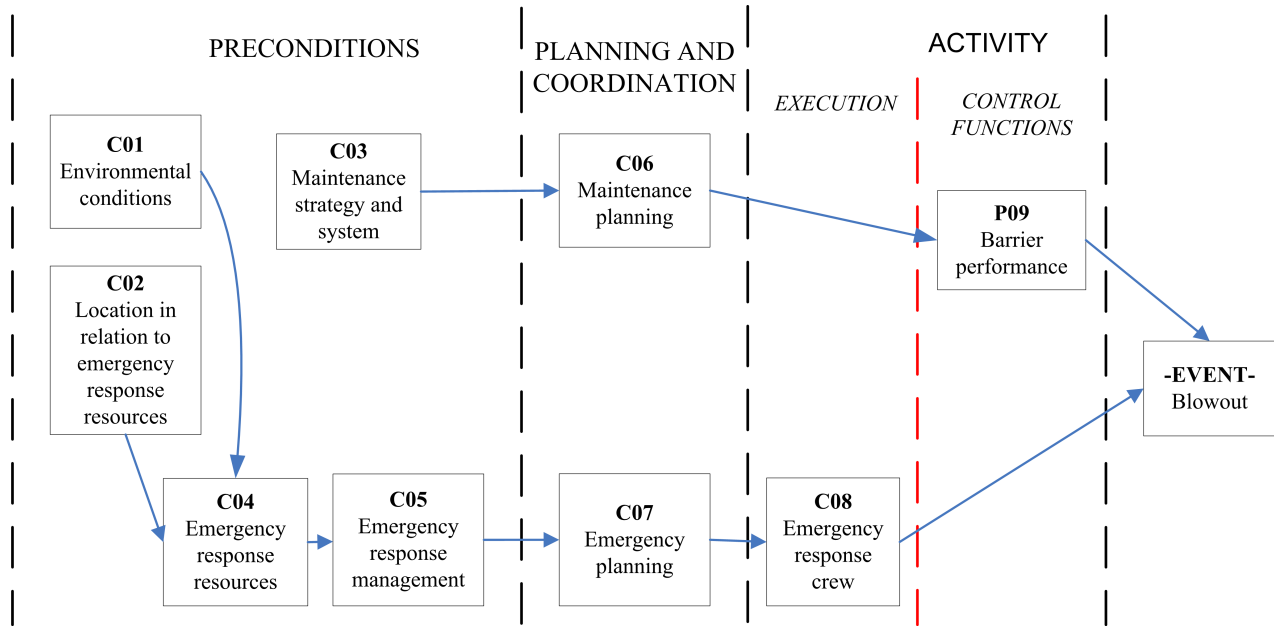 PRECONDITIONS
PLANNING AND
COORDINATION
ACTIVITY
EXECUTION
CONTROL
FUNCTIONS
C01
Environmental
conditions
C03
Maintenance
strategy and
system
C06
Maintenance
planning
P09
Barrier
performance
C02
Location in
relation to
emergency
response
resources
-EVENT-
Blowout
C04
Emergency
response
resources
C05
Emergency
response
management
C07
Emergency
planning
C08
Emergency
response
crew